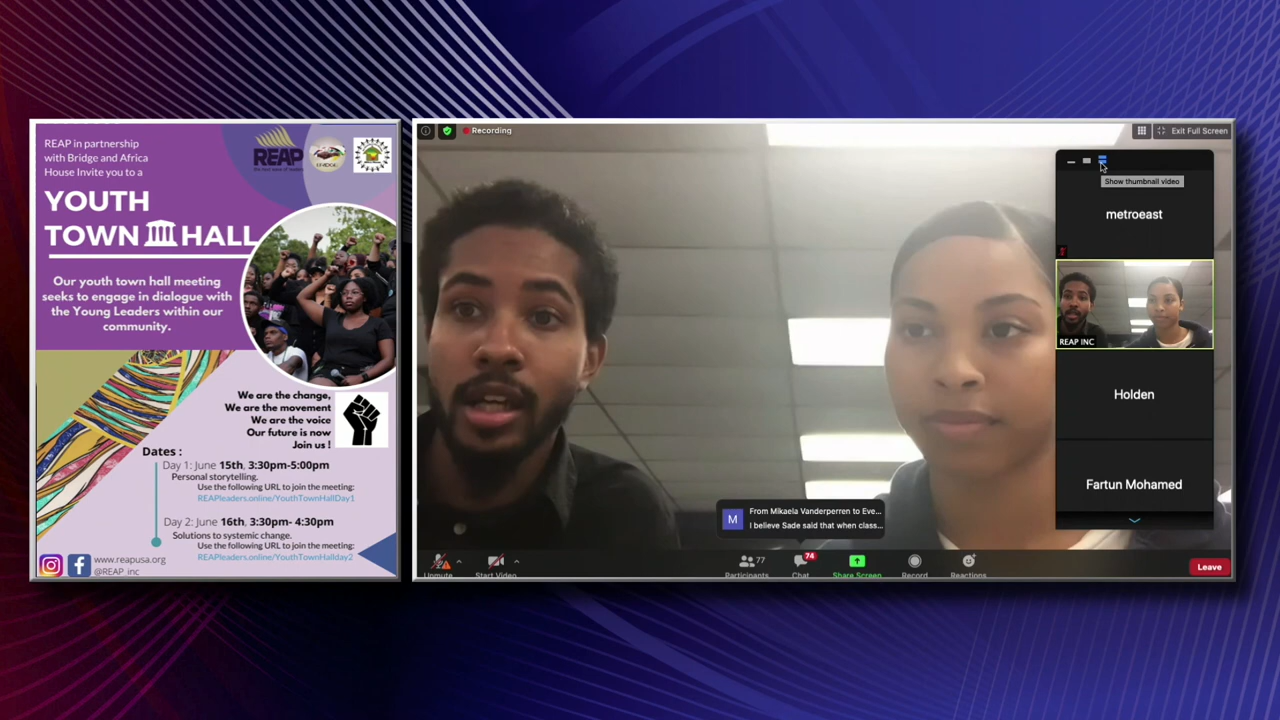 REAP in partnership
with Bridge and Africa
House Invite you to a
YOUTH
TOWN HALL
REAP
Our youth town hall meeting
seeks to engage in dialogue with
the Young Leaders within our
community.
We are the change,
We are the movement
We are the voice
Our future is now
Join us !
Dates :
Day 1: June 15th, 3:30pm-5:00pm
Personal storytelling.
Use the following URL to join the meeting:
REAPleaders.online/YouthTownHallDay1
Day 2: June 16th, 3:30pm- 4:30pm
Solutions to systemic change.
Use the following URL to join the meeting:
REAPleaders.online/YouthTownHallday2
www.reapusa.org
@REAP_inc
Recording
Exit Full Screen
Show thumbnail video
metroeast
REAP INC
Holden
Fartun Mohamed
M
From Mikaela Vanderperren to Eve...
I believe Sade said that when class...
Unmute
Start Video
77
Participants
74
Chat
Share Screen
Record
Reactions
Leave